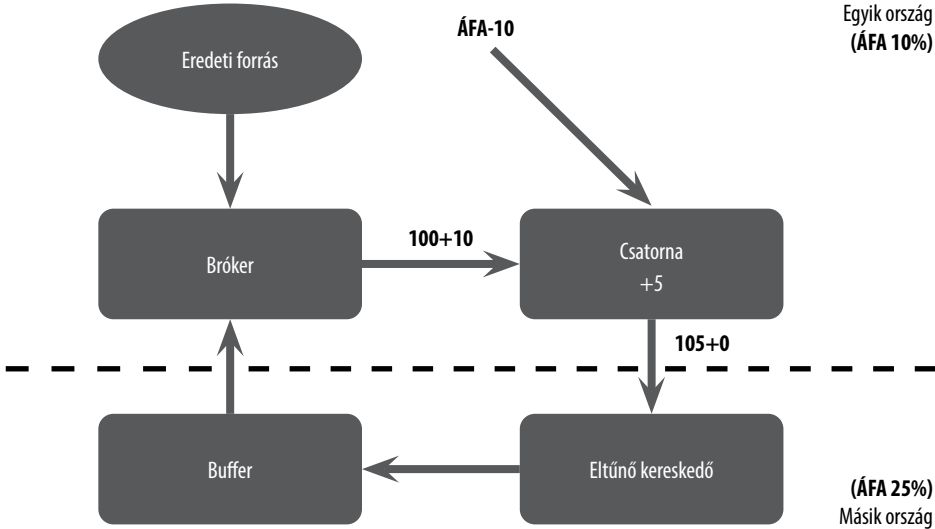 Egyik ország
(ÁFA 10%)
ÁFA-10
Eredeti forrás
Bróker
100+10
Csatorna
+5
105+0
Buffer
Eltűnő kereskedő
(ÁFA 25%)
Másik ország